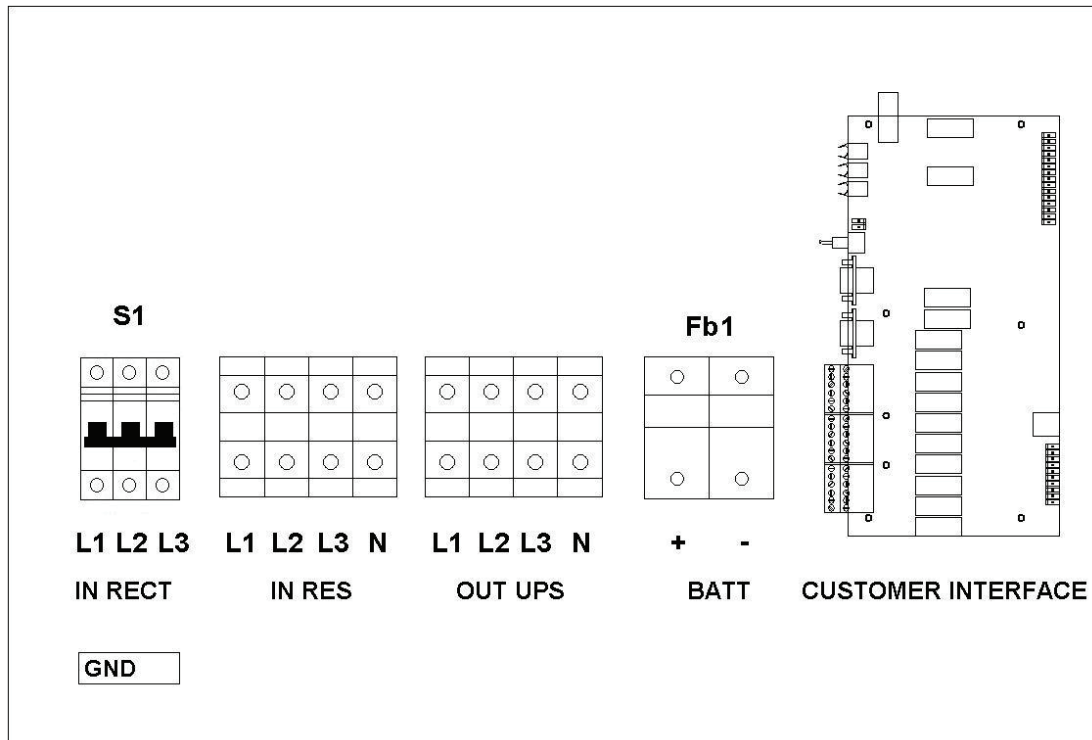 S1
Fb1
L1 L2 L3 L1 L2 L3 N L1 L2 L3 N + -
IN RECT IN RES OUT UPS BATT CUSTOMER INTERFACE
GND